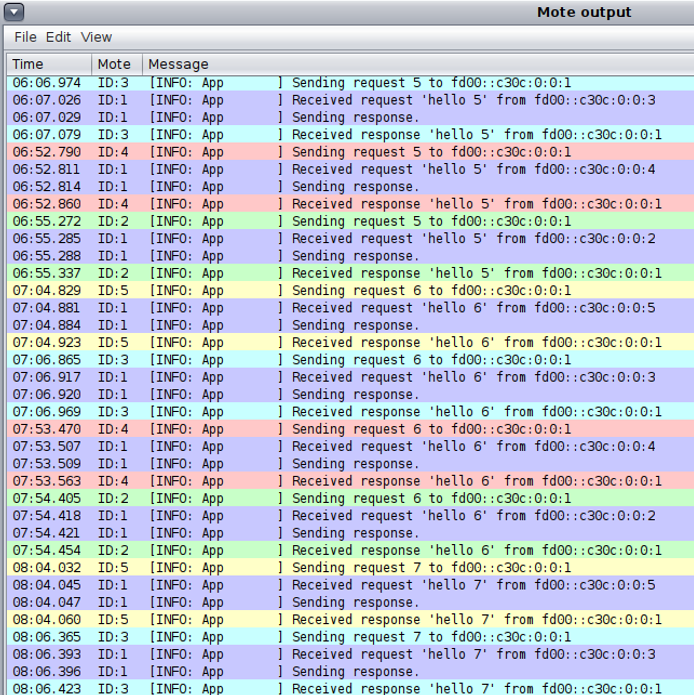 Mote output
File Edit View
Time Mote Message
06:06.974 ID:3 [INFO: App ] Sending request 5 to fd00::c30c:0:0:1
06:07.026 ID:1 [INFO: App ] Received request 'hello 5' from fd00::c30c:0:0:3
06:07.029 ID:1 [INFO: App ] Sending response.
06:07.079 ID:3 [INFO: App ] Received response 'hello 5' from fd00::c30c:0:0:1
06:52.790 ID:4 [INFO: App ] Sending request 5 to fd00::c30c:0:0:1
06:52.811 ID:1 [INFO: App ] Received request 'hello 5' from fd00::c30c:0:0:4
06:52.814 ID:1 [INFO: App ] Sending response.
06:52.860 ID:4 [INFO: App ] Received response 'hello 5' from fd00::c30c:0:0:1
06:55.272 ID:2 [INFO: App ] Sending request 5 to fd00::c30c:0:0:1
06:55.285 ID:1 [INFO: App ] Received request 'hello 5' from fd00::c30c:0:0:2
06:55.288 ID:1 [INFO: App ] Sending response.
06:55.337 ID:2 [INFO: App ] Received response 'hello 5' from fd00::c30c:0:0:1
07:04.829 ID:5 [INFO: App ] Sending request 6 to fd00::c30c:0:0:1
07:04.881 ID:1 [INFO: App ] Received request 'hello 6' from fd00::c30c:0:0:5
07:04.884 ID:1 [INFO: App ] Sending response.
07:04.923 ID:5 [INFO: App ] Received response 'hello 6' from fd00::c30c:0:0:1
07:06.865 ID:3 [INFO: App ] Sending request 6 to fd00::c30c:0:0:1
07:06.917 ID:1 [INFO: App ] Received request 'hello 6' from fd00::c30c:0:0:3
07:06.920 ID:1 [INFO: App ] Sending response.
07:06.969 ID:3 [INFO: App ] Received response 'hello 6' from fd00::c30c:0:0:1
07:53.470 ID:4 [INFO: App ] Sending request 6 to fd00::c30c:0:0:1
07:53.507 ID:1 [INFO: App ] Received request 'hello 6' from fd00::c30c:0:0:4
07:53.509 ID:1 [INFO: App ] Sending response.
07:53.563 ID:4 [INFO: App ] Received response 'hello 6' from fd00::c30c:0:0:1
07:54.405 ID:2 [INFO: App ] Sending request 6 to fd00::c30c:0:0:1
07:54.418 ID:1 [INFO: App ] Received request 'hello 6' from fd00::c30c:0:0:2
07:54.421 ID:1 [INFO: App ] Sending response.
07:54.454 ID:2 [INFO: App ] Received response 'hello 6' from fd00::c30c:0:0:1
08:04.032 ID:5 [INFO: App ] Sending request 7 to fd00::c30c:0:0:1
08:04.045 ID:1 [INFO: App ] Received request 'hello 7' from fd00::c30c:0:0:5
08:04.047 ID:1 [INFO: App ] Sending response.
08:04.060 ID:5 [INFO: App ] Received response 'hello 7' from fd00::c30c:0:0:1
08:06.365 ID:3 [INFO: App ] Sending request 7 to fd00::c30c:0:0:1
08:06.393 ID:1 [INFO: App ] Received request 'hello 7' from fd00::c30c:0:0:3
08:06.396 ID:1 [INFO: App ] Sending response.
08:06.423 ID:3 [INFO: App ] Received response 'hello 7' from fd00::c30c:0:0:1